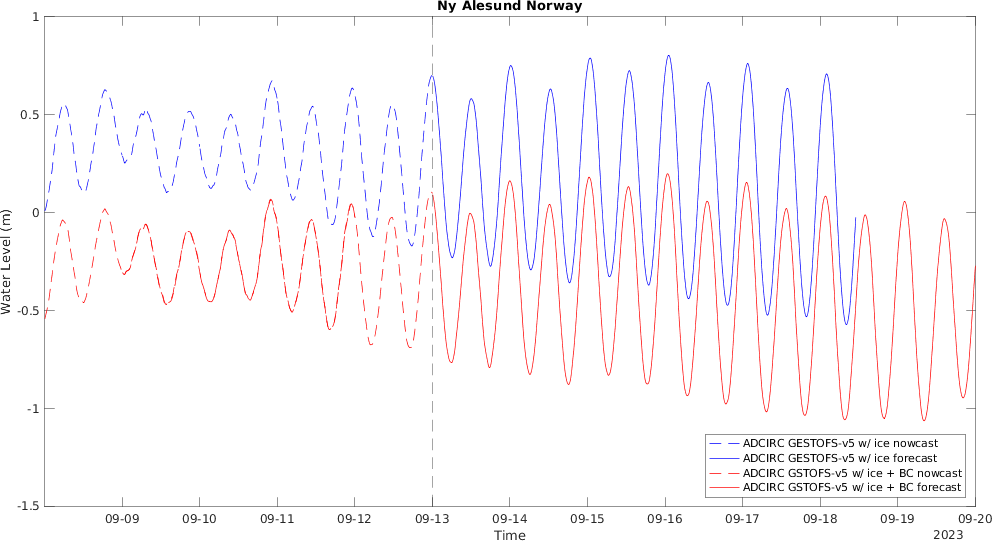 Ny Alesund Norway
1
0.5
0
-0.5
-1
-1.5
Water Level (m)
09-09 09-10 09-11 09-12 09-13 09-14 09-15 09-16 09-17 09-18 09-19 09-20
Time
2023
ADCIRC GESTOFS-v5 w/ ice nowcast
ADCIRC GESTOFS-v5 w/ ice forecast
ADCIRC GSTOFS-v5 w/ ice + BC nowcast
ADCIRC GSTOFS-v5 w/ ice + BC forecast